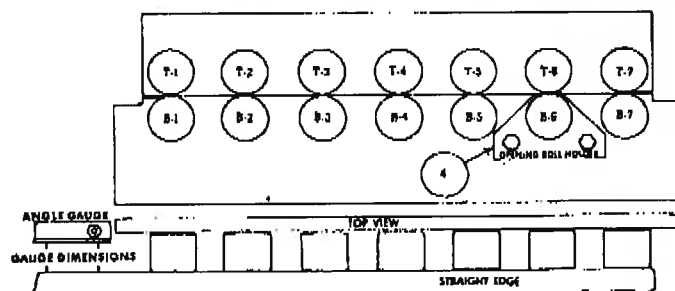 T-1 T-2 T-3 T-4 T-5 T-6 T-7
B-1 B-2 B-3 B-4 B-5 B-6 B-7
ROLL
4
ANGLE GAUGE
TOP VIEW
GAUGE DIMENSIONS
STRAIGHT EDGE